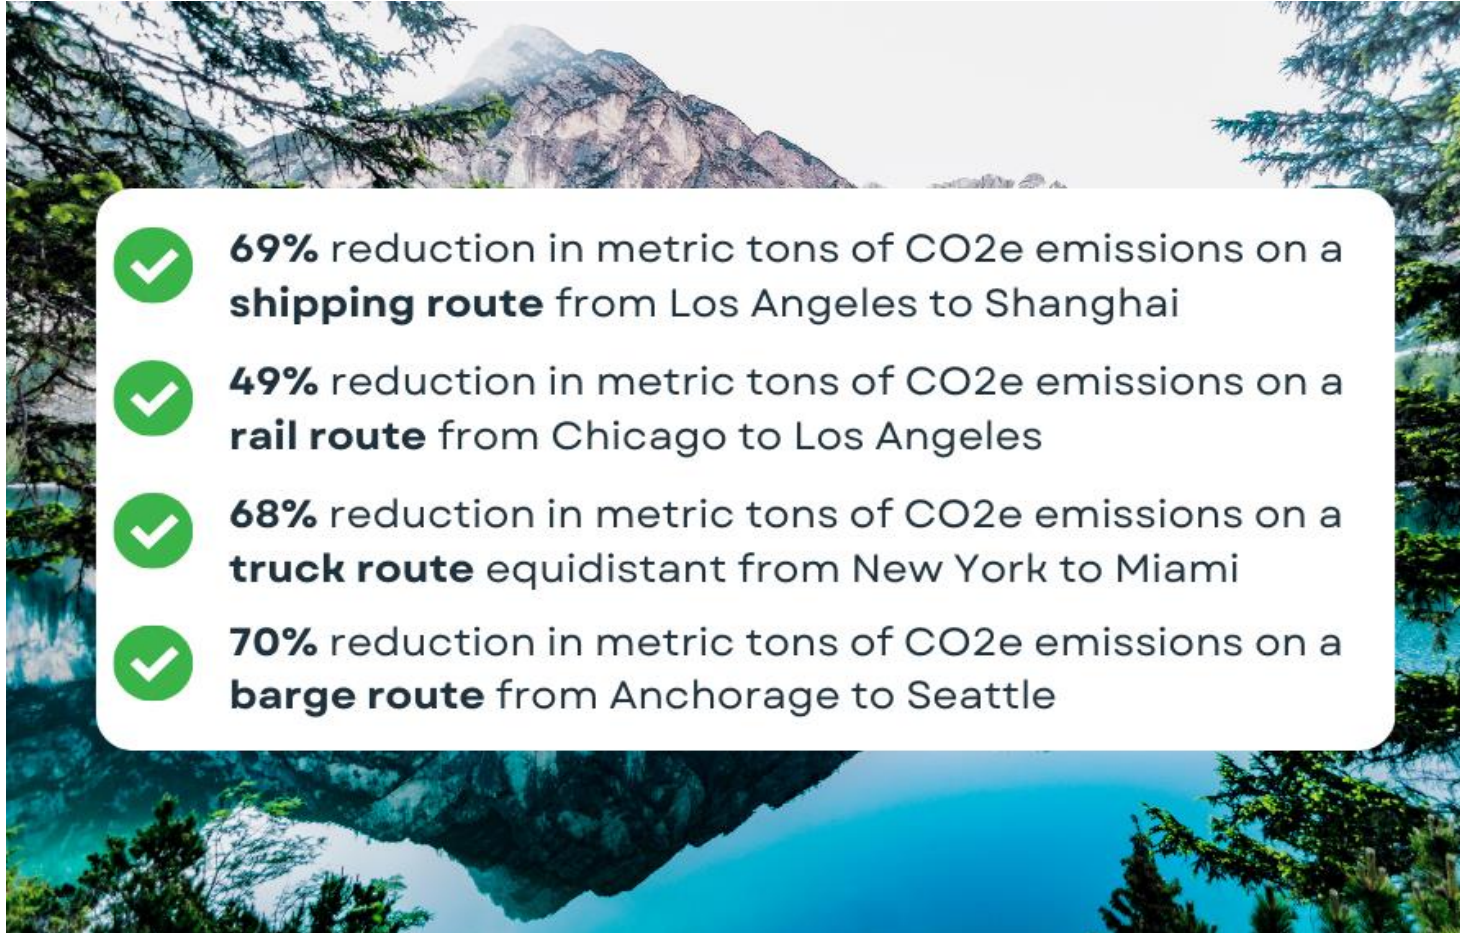 69% reduction in metric tons of CO2e emissions on a
shipping route from Los Angeles to Shanghai
49% reduction in metric tons of CO2e emissions on a
rail route from Chicago to Los Angeles
68% reduction in metric tons of CO2e emissions on a
truck route equidistant from New York to Miami
70% reduction in metric tons of CO2e emissions on a
barge route from Anchorage to Seattle